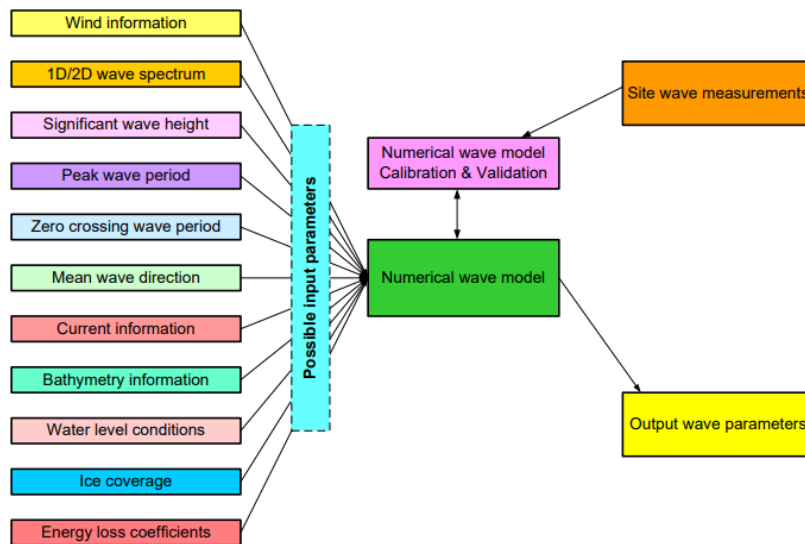 Wind information
1D/2D wave spectrum
Significant wave height
Peak wave period
Zero crossing wave period
Mean wave direction
Current information
Bathymetry information
Water level conditions
Ice coverage
Energy loss coefficients
Possible input parameters
Numerical wave model
Calibration & Validation
Numerical wave model
Site wave measurements
Output wave parameters